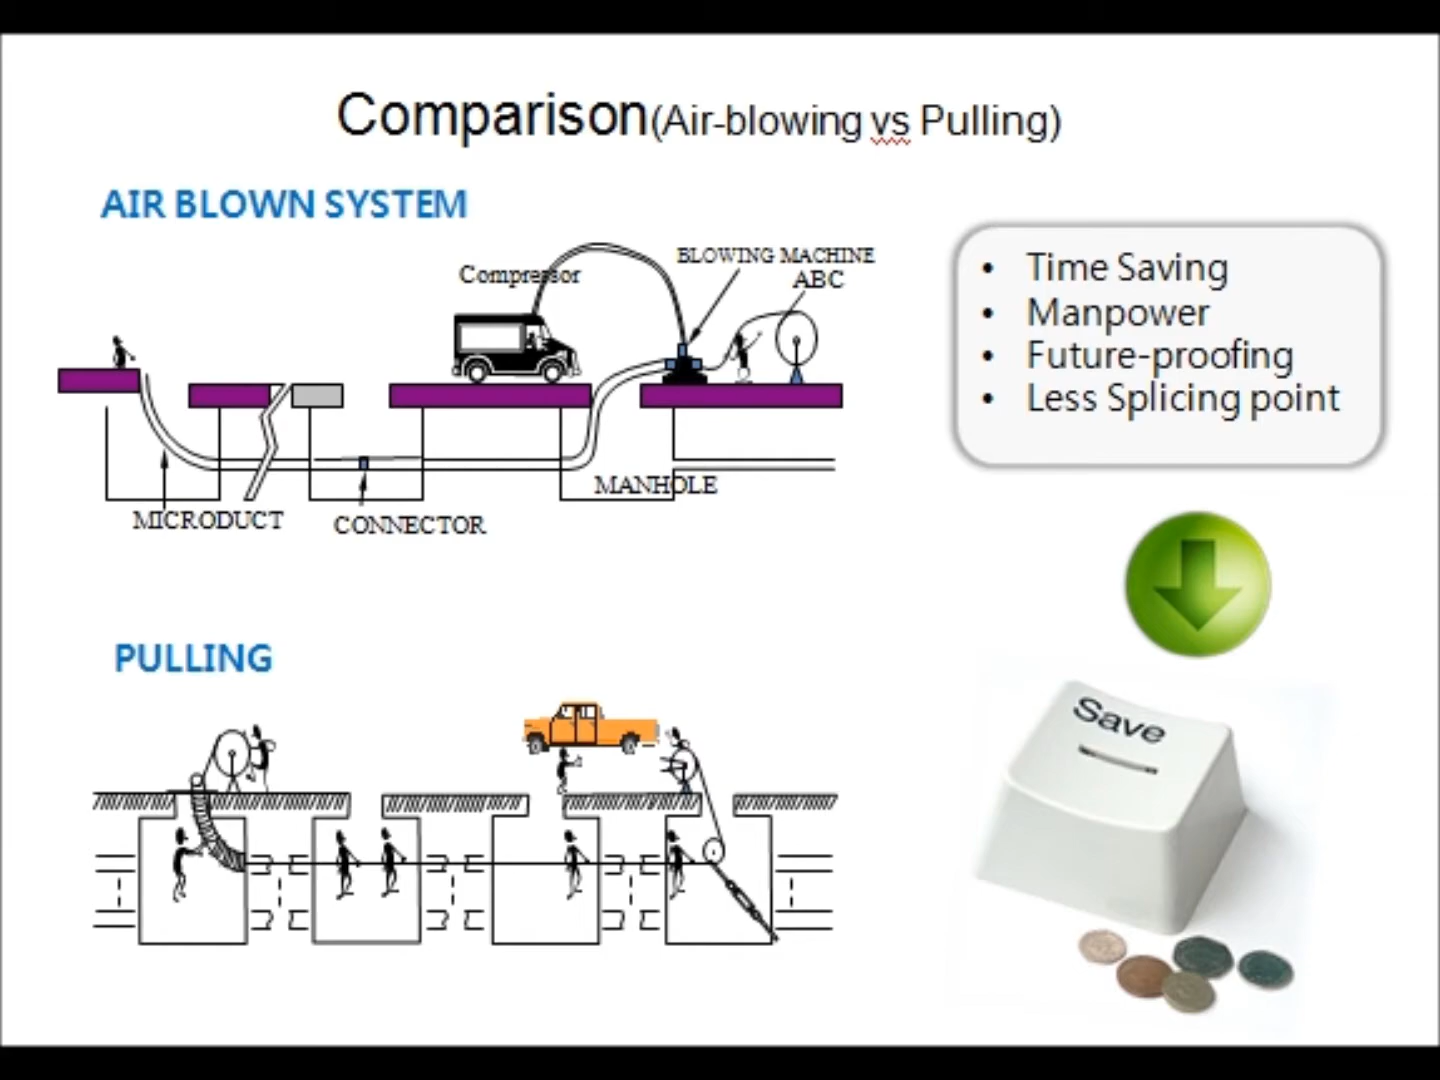 Comparison(Air-blowing vs Pulling)
AIR BLOWN SYSTEM
BLOWING MACHINE
Compressor
ABC
MICRODUCT
CONNECTOR
MANHOLE
• Time Saving
• Manpower
• Future-proofing
• Less Splicing point
PULLING
Save